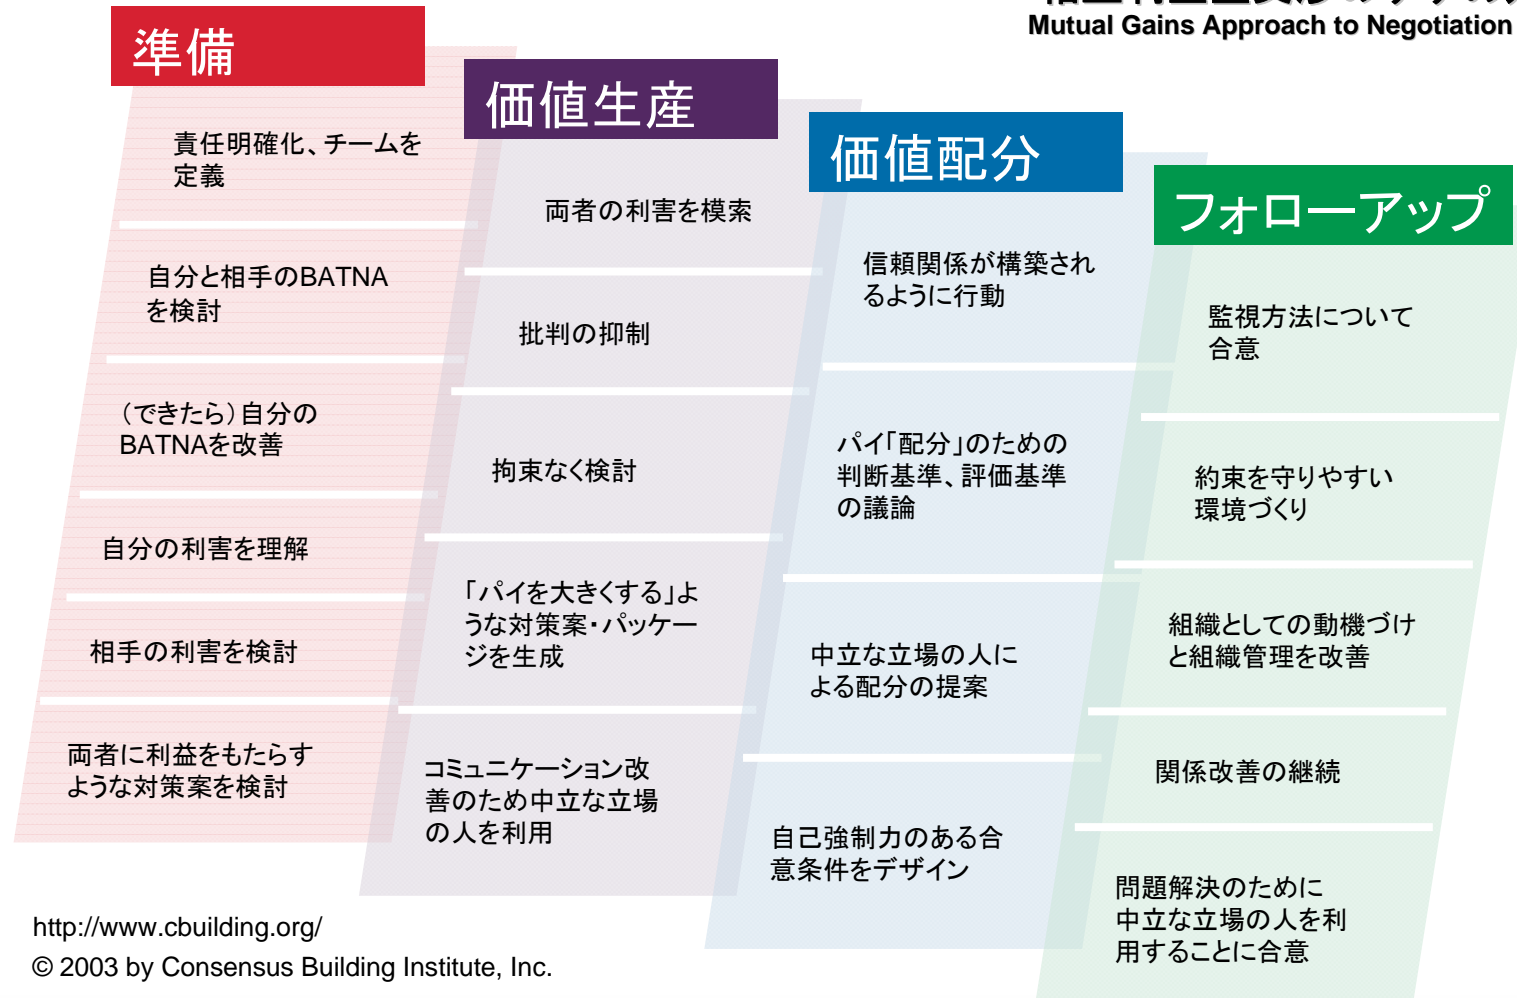 Mutual Gains Approach to Negotiation
準備
責任明確化、チームを
定義
自分と相手のBATNA
を検討
（できたら）自分の
BATNAを改善
自分の利害を理解
相手の利害を検討
両者に利益をもたらす
ような対策案を検討
価値生産
両者の利害を模索
批判の抑制
拘束なく検討
「パイを大きくする」よ
うな対策案・パッケー
ジを生成
コミュニケーション改
善のため中立な立場
の人を利用
価値配分
信頼関係が構築され
るように行動
パイ「配分」のための
判断基準、評価基準
の議論
中立な立場の人に
よる配分の提案
自己強制力のある合
意条件をデザイン
フォローアップ
監視方法について
合意
約束を守りやすい
環境づくり
組織としての動機づけ
と組織管理を改善
関係改善の継続
問題解決のために
中立な立場の人を利
用することに合意
http://www.cbuilding.org/
© 2003 by Consensus Building Institute, Inc.